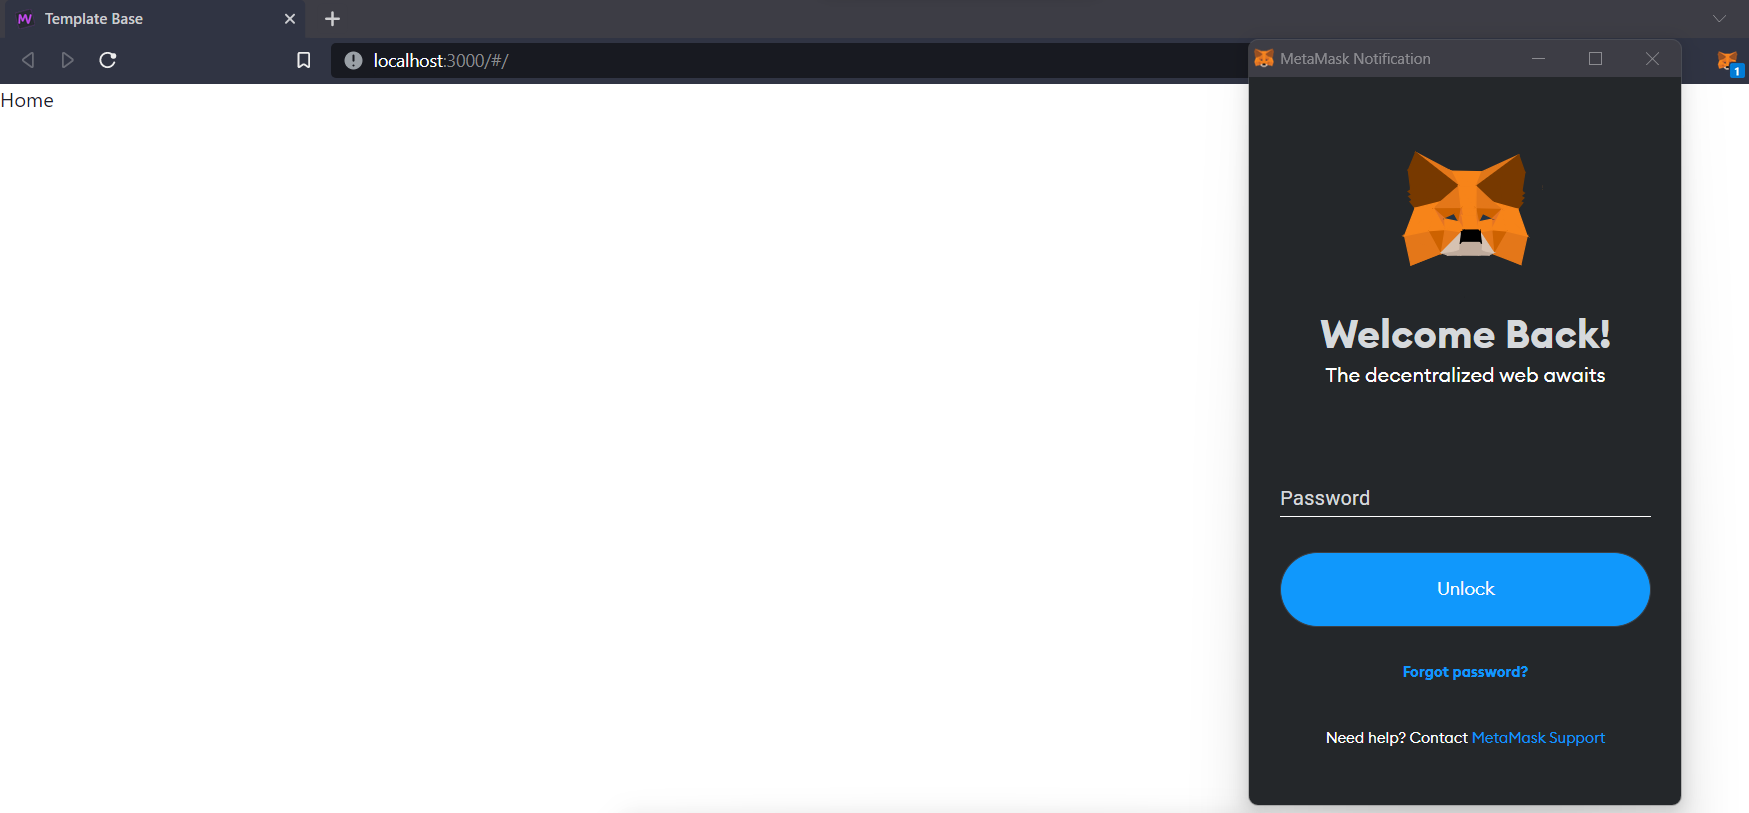 Template Base
localhost:3000/#/
Home
MetaMask Notification
1
Welcome Back!
The decentralized web awaits
Password
Unlock
Forgot password?
Need help? Contact MetaMask Support